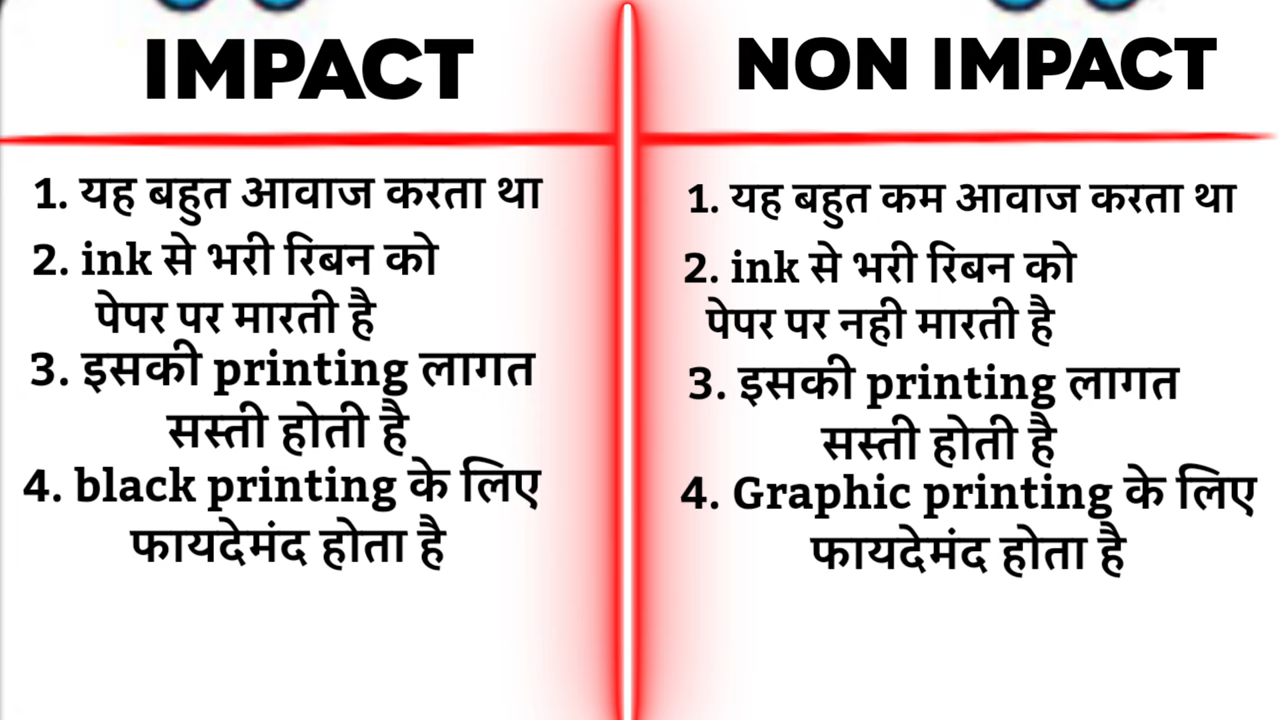 IMPACT
1. यह बहुत आवाज करता था
2. ink से भरी रिबन को
पेपर पर मारती है
3. इसकी printing लागत
सस्ती होती है
4. black printing के लिए
फायदेमंद होता है
NON IMPACT
1. यह बहुत कम आवाज करता था
2. ink से भरी रिबन को
पेपर पर नही मारती है
3. इसकी printing लागत
सस्ती होती है
4. Graphic printing के लिए
फायदेमंद होता है